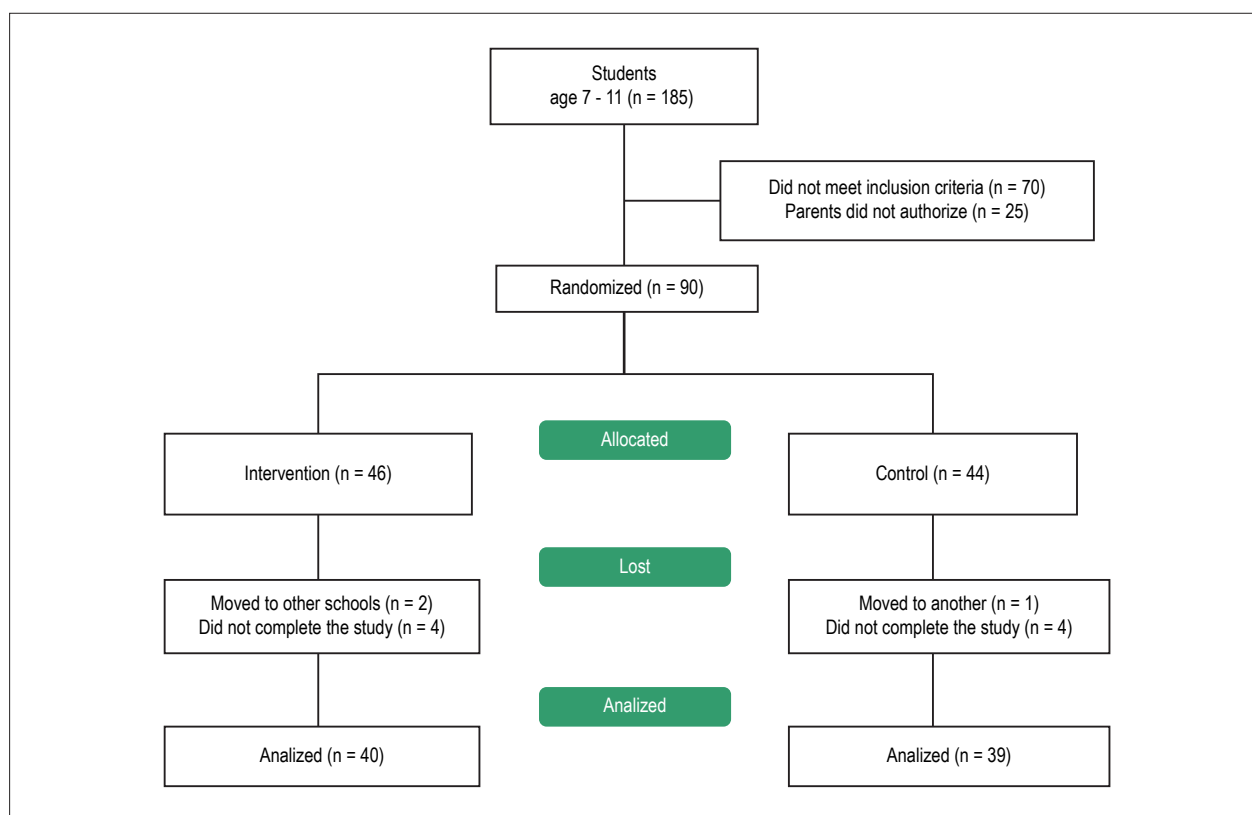 Students
age 7 - 11 (n = 185)
Did not meet inclusion criteria (n = 70)
Parents did not authorize (n = 25)
Randomized (n = 90)
Allocated
Intervention (n = 46)
Control (n = 44)
Lost
Moved to other schools (n = 2)
Did not complete the study (n = 4)
Moved to another (n = 1)
Did not complete the study (n = 4)
Analized
Analized (n = 40)
Analized (n = 39)